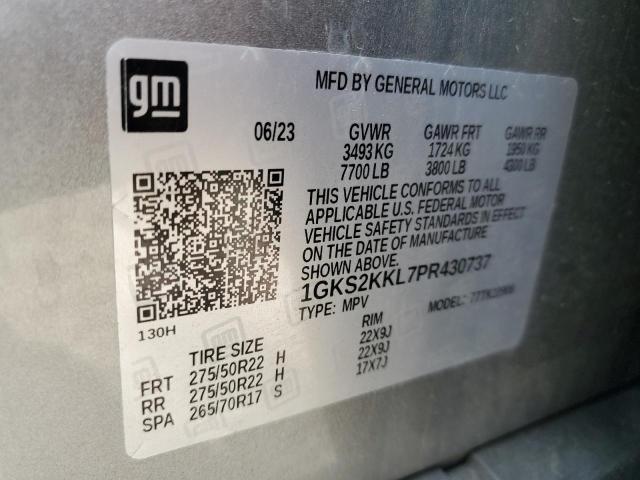 gm
MFD BY GENERAL MOTORS LLC
06/23 GVWR GAWR FRT GAWR RR
3493 KG 1724 KG 1950 KG
7700 LB 3800 LB 4300 LB
THIS VEHICLE CONFORMS TO ALL
APPLICABLE U.S. FEDERAL MOTOR
VEHICLE SAFETY STANDARDS IN EFFECT
ON THE DATE OF MANUFACTURE
SHOWN ABOVE.
1GKS2KKL7PR430737
TYPE: MPV MODEL:
130H
TIRE SIZE RIM
FRT 275/50R22 H 22X9J
RR 275/50R22 H 22X9J
SPA 265/70R17 S 17X7J